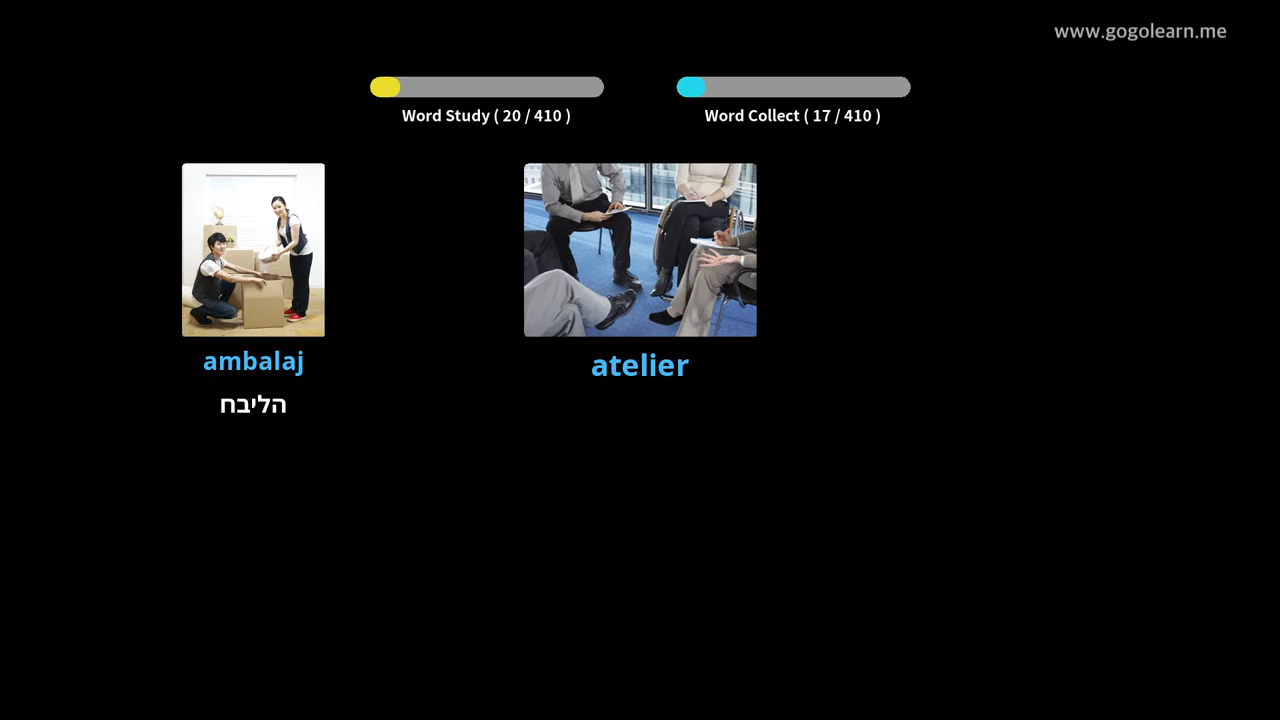 www.gogolearn.me
Word Study ( 20 / 410 )
Word Collect ( 17 / 410 )
ambalaj
הליבח
atelier